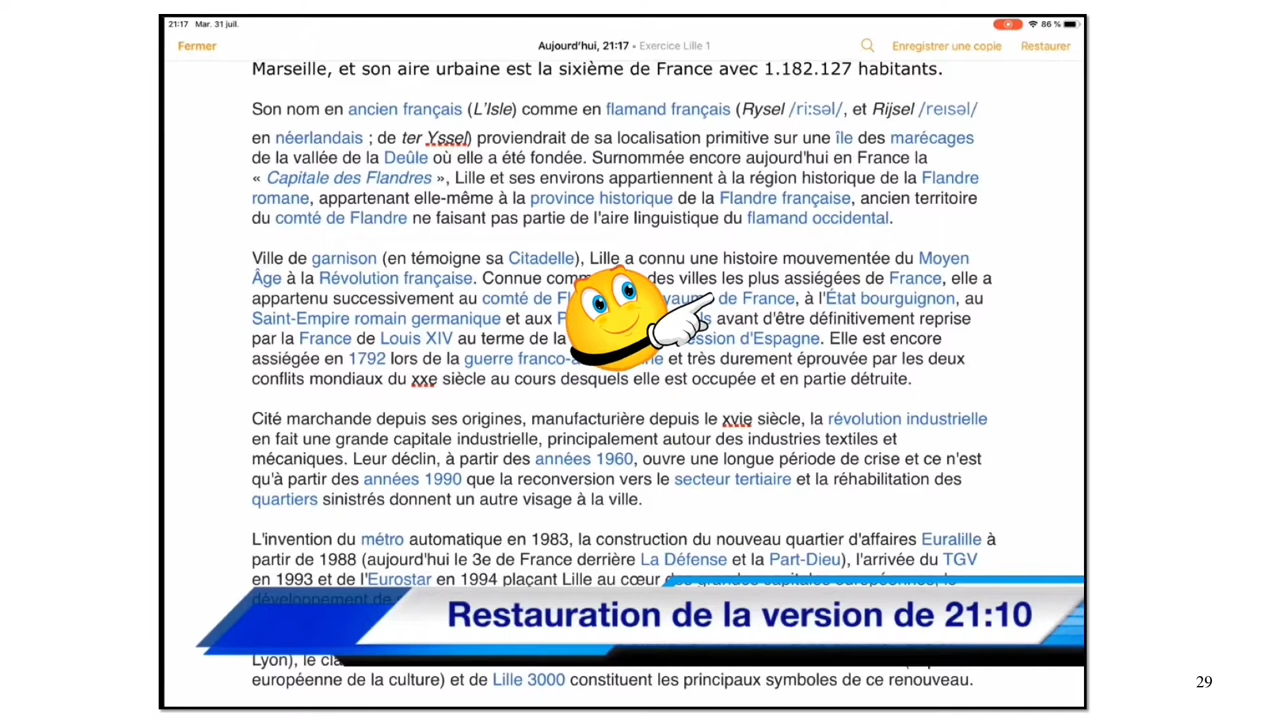 21:17 Mar. 31 juil.
86 %
Fermer
Aujourd'hui, 21:17 • Exercice Lille 1
Enregistrer une copie
Restaurer
Marseille, et son aire urbaine est la sixième de France avec 1.182.127 habitants.
Son nom en ancien français (L'Isle) comme en flamand français (Rysel /riːsəl/, et Rijsel /reɪsəl/
en néerlandais ; de ter Yssel) proviendrait de sa localisation primitive sur une île des marécages
de la vallée de la Deûle où elle a été fondée. Surnommée encore aujourd'hui en France la
« Capitale des Flandres », Lille et ses environs appartiennent à la région historique de la Flandre
romane, appartenant elle-même à la province historique de la Flandre française, ancien territoire
du comté de Flandre ne faisant pas partie de l'aire linguistique du flamand occidental.
Ville de garnison (en témoigne sa Citadelle), Lille a connu une histoire mouvementée du Moyen
Âge à la Révolution française. Connue des villes les plus assiégées de France, elle a
appartenu successivement au comté de de France, à l'État bourguignon, au
Saint-Empire romain germanique et aux avant d'être définitivement reprise
par la France de Louis XIV au terme de la d'Espagne. Elle est encore
assiégée en 1792 lors de la guerre et très durement éprouvée par les deux
conflits mondiaux du xxe siècle au cours desquels elle est occupée et en partie détruite.
Cité marchande depuis ses origines, manufacturière depuis le xvie siècle, la révolution industrielle
en fait une grande capitale industrielle, principalement autour des industries textiles et
mécaniques. Leur déclin, à partir des années 1960, ouvre une longue période de crise et ce n'est
qu'à partir des années 1990 que la reconversion vers le secteur tertiaire et la réhabilitation des
quartiers sinistrés donnent un autre visage à la ville.
L'invention du métro automatique en 1983, la construction du nouveau quartier d'affaires Euralille à
partir de 1988 (aujourd'hui le 3e de France derrière La Défense et la Part-Dieu), l'arrivée du TGV
en 1993 et de l'Eurostar en 1994 plaçant Lille au cœur des grandes capitales européennes, le
développement de
Restauration de la version de 21:10
Lyon), le
européenne de la culture) et de Lille 3000 constituent les principaux symboles de ce renouveau.
29